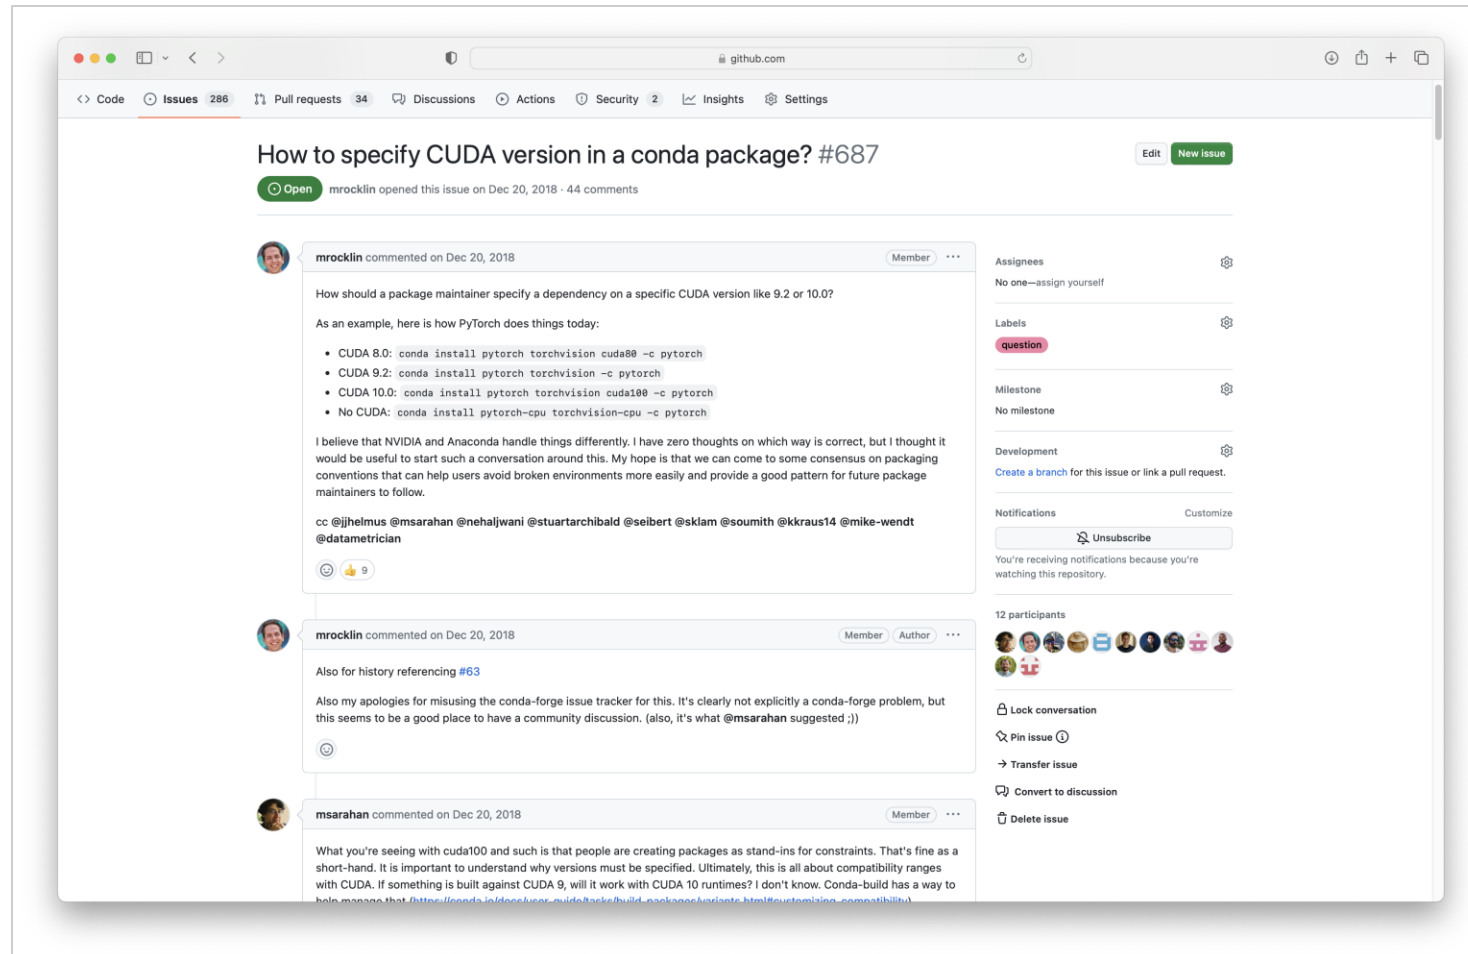 github.com
Code Issues 286 Pull requests 34 Discussions Actions Security 2 Insights Settings
How to specify CUDA version in a conda package? #687
Edit New issue
Open mrocklin opened this issue on Dec 20, 2018 · 44 comments
mrocklin commented on Dec 20, 2018
Member
How should a package maintainer specify a dependency on a specific CUDA version like 9.2 or 10.0?
As an example, here is how PyTorch does things today:
• CUDA 8.0: conda install pytorch torchvision cuda80 -c pytorch
• CUDA 9.2: conda install pytorch torchvision -c pytorch
• CUDA 10.0: conda install pytorch torchvision cuda100 -c pytorch
• No CUDA: conda install pytorch-cpu torchvision-cpu -c pytorch
I believe that NVIDIA and Anaconda handle things differently. I have zero thoughts on which way is correct, but I thought it
would be useful to start such a conversation around this. My hope is that we can come to some consensus on packaging
conventions that can help users avoid broken environments more easily and provide a good pattern for future package
maintainers to follow.
cc @jjhelmus @msarahan @nehaljwani @stuartarchibald @seibert @sklam @soumith @kkraus14 @mike-wendt
@datametrician
9
mrocklin commented on Dec 20, 2018
Member Author
Also for history referencing #63
Also my apologies for misusing the conda-forge issue tracker for this. It's clearly not explicitly a conda-forge problem, but
this seems to be a good place to have a community discussion. (also, it's what @msarahan suggested ;))
msarahan commented on Dec 20, 2018
Member
What you're seeing with cuda100 and such is that people are creating packages as stand-ins for constraints. That's fine as a
short-hand. It is important to understand why versions must be specified. Ultimately, this is all about compatibility ranges
with CUDA. If something is built against CUDA 9, will it work with CUDA 10 runtimes? I don't know. Conda-build has a way to
help manage that (https://conda.io/docs/user-guide/tasks/build-packages/variants.html#customizing-compatibility)
Assignees
No one—assign yourself
Labels
question
Milestone
No milestone
Development
Create a branch for this issue or link a pull request.
Notifications
Customize
Unsubscribe
You're receiving notifications because you're
watching this repository.
12 participants
Lock conversation
Pin issue
Transfer issue
Convert to discussion
Delete issue